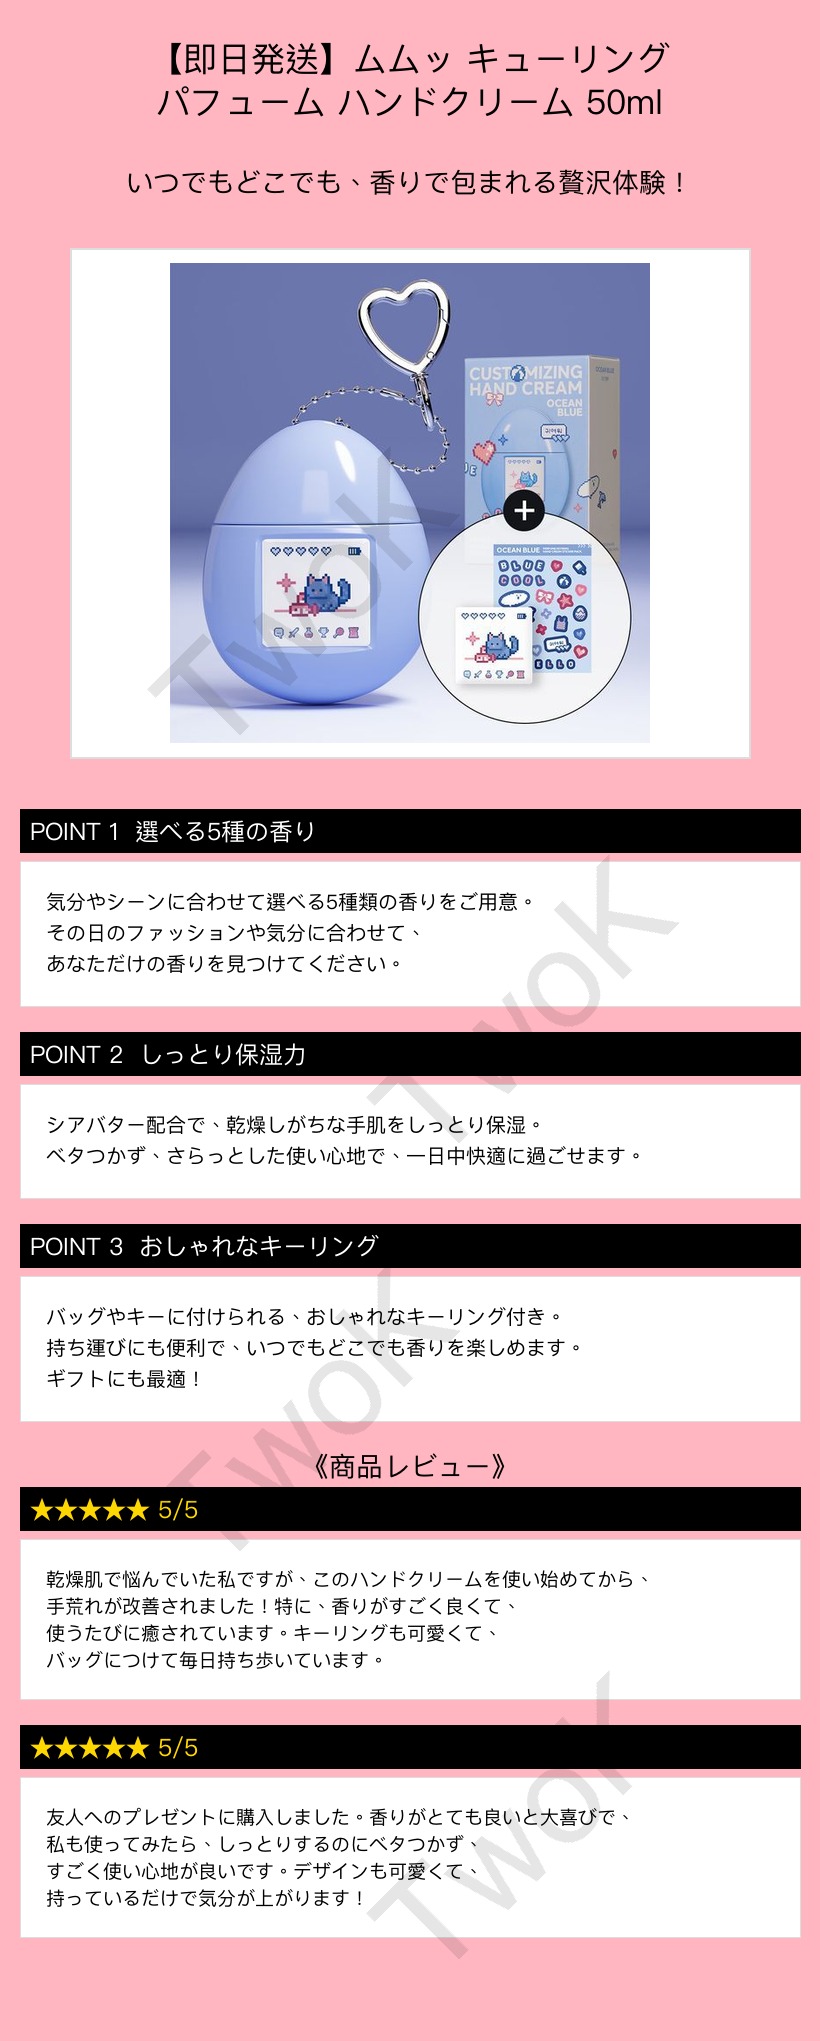 【即日発送】ムムッ キューリング
パフューム ハンドクリーム 50ml
いつでもどこでも、香りで包まれる贅沢体験！
CUSTOMIZING
HAND CREAM
OCEAN
BLUE
OCEAN BLUE
귀여워
OCEAN BLUE
BLUE
COOL
ELLO
TwoK
POINT 1 選べる5種の香り
気分やシーンに合わせて選べる5種類の香りをご用意。
その日のファッションや気分に合わせて、
あなただけの香りを見つけてください。
TwoK
POINT 2 しっとり保湿力
シアバター配合で、乾燥しがちな手肌をしっとり保湿。
ベタつかず、さらっとした使い心地で、一日中快適に過ごせます。
POINT 3 おしゃれなキーリング
バッグやキーに付けられる、おしゃれなキーリング付き。
持ち運びにも便利で、いつでもどこでも香りを楽しめます。
ギフトにも最適！
TwoK
《商品レビュー》
★★★★★ 5/5
乾燥肌で悩んでいた私ですが、このハンドクリームを使い始めてから、
手荒れが改善されました！特に、香りがすごく良くて、
使うたびに癒されています。キーリングも可愛くて、
バッグにつけて毎日持ち歩いています。
★★★★★ 5/5
友人へのプレゼントに購入しました。香りがとても良いと大喜びで、
私も使ってみたら、しっとりするのにベタつかず、
すごく使い心地が良いです。デザインも可愛くて、
持っているだけで気分が上がります！
TwoK